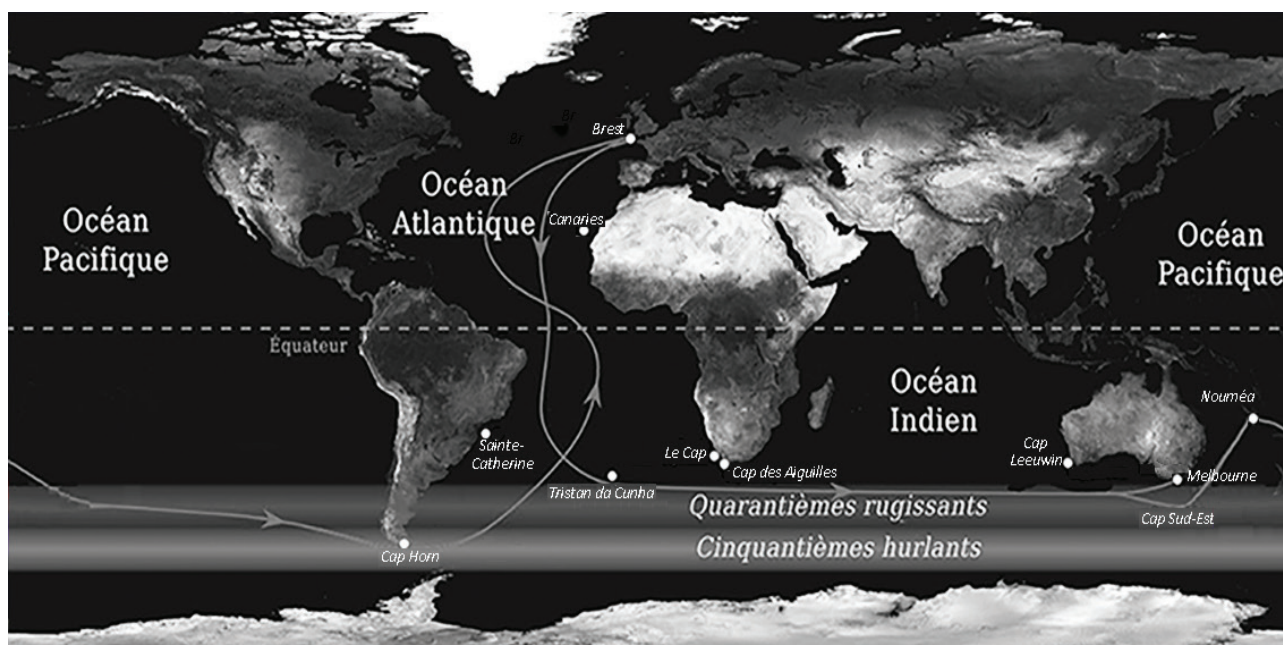 Brest
Océan
Atlantique
Océan
Pacifique
Canaries
Océan
Pacifique
Équateur
Océan
Indien
Nouméa
Sainte-
Catherine
Le Cap
Cap des Aiguilles
Cap
Leeuwin
Tristan da Cunha
Melbourne
Quarantièmes rugissants
Cap Sud-Est
Cinquantièmes hurlants
Cap Horn